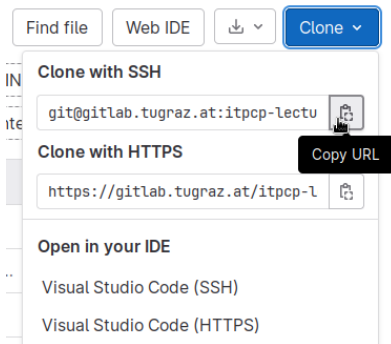 Find file
Web IDE
Clone
Clone with SSH
git@gitlab.tugraz.at:itpcp-lectu
Copy URL
Clone with HTTPS
https://gitlab.tugraz.at/itpcp-l
Open in your IDE
Visual Studio Code (SSH)
Visual Studio Code (HTTPS)